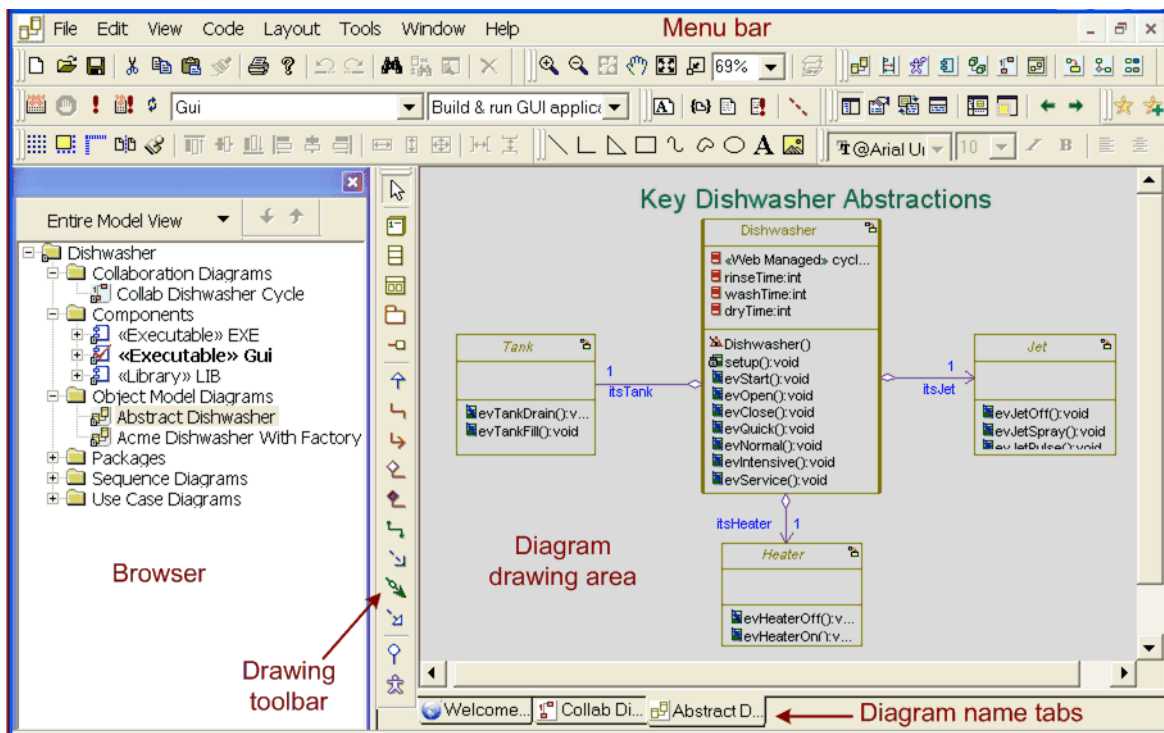 File Edit View Code Layout Tools Window Help
Menu bar
69%
Gui
Build & run GUI applica
@Arial Ui
10
Entire Model View
Dishwasher
Collaboration Diagrams
Collab Dishwasher Cycle
Components
«Executable» EXE
«Executable» Gui
«Library» LIB
Object Model Diagrams
Abstract Dishwasher
Acme Dishwasher With Factory
Packages
Sequence Diagrams
Use Case Diagrams
Browser
Drawing
toolbar
Key Dishwasher Abstractions
Dishwasher
«Web Managed» cycl...
rinseTime:int
washTime:int
dryTime:int
Dishwasher()
setup():void
evStart():void
evOpen():void
evClose():void
evQuick():void
evNormal():void
evIntensive():void
evService():void
Tank
evTankDrain():v...
evTankFill():void
1
itsTank
1
itsJet
Jet
evJetOff():void
evJetSpray():void
evJetPulse():void
itsHeater 1
Heater
evHeaterOff():v...
evHeaterOn():v...
Diagram
drawing area
Welcome... Collab Di... Abstract D...
Diagram name tabs